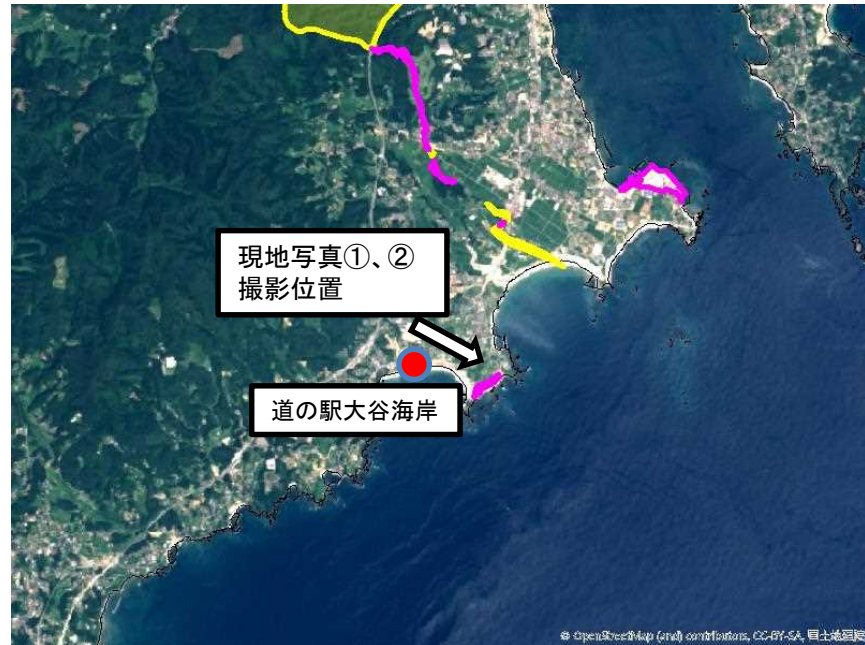 現地写真①、②
撮影位置
道の駅大谷海岸
© OpenStreetMap (and) contributors, CC-BY-SA, 国土地理院